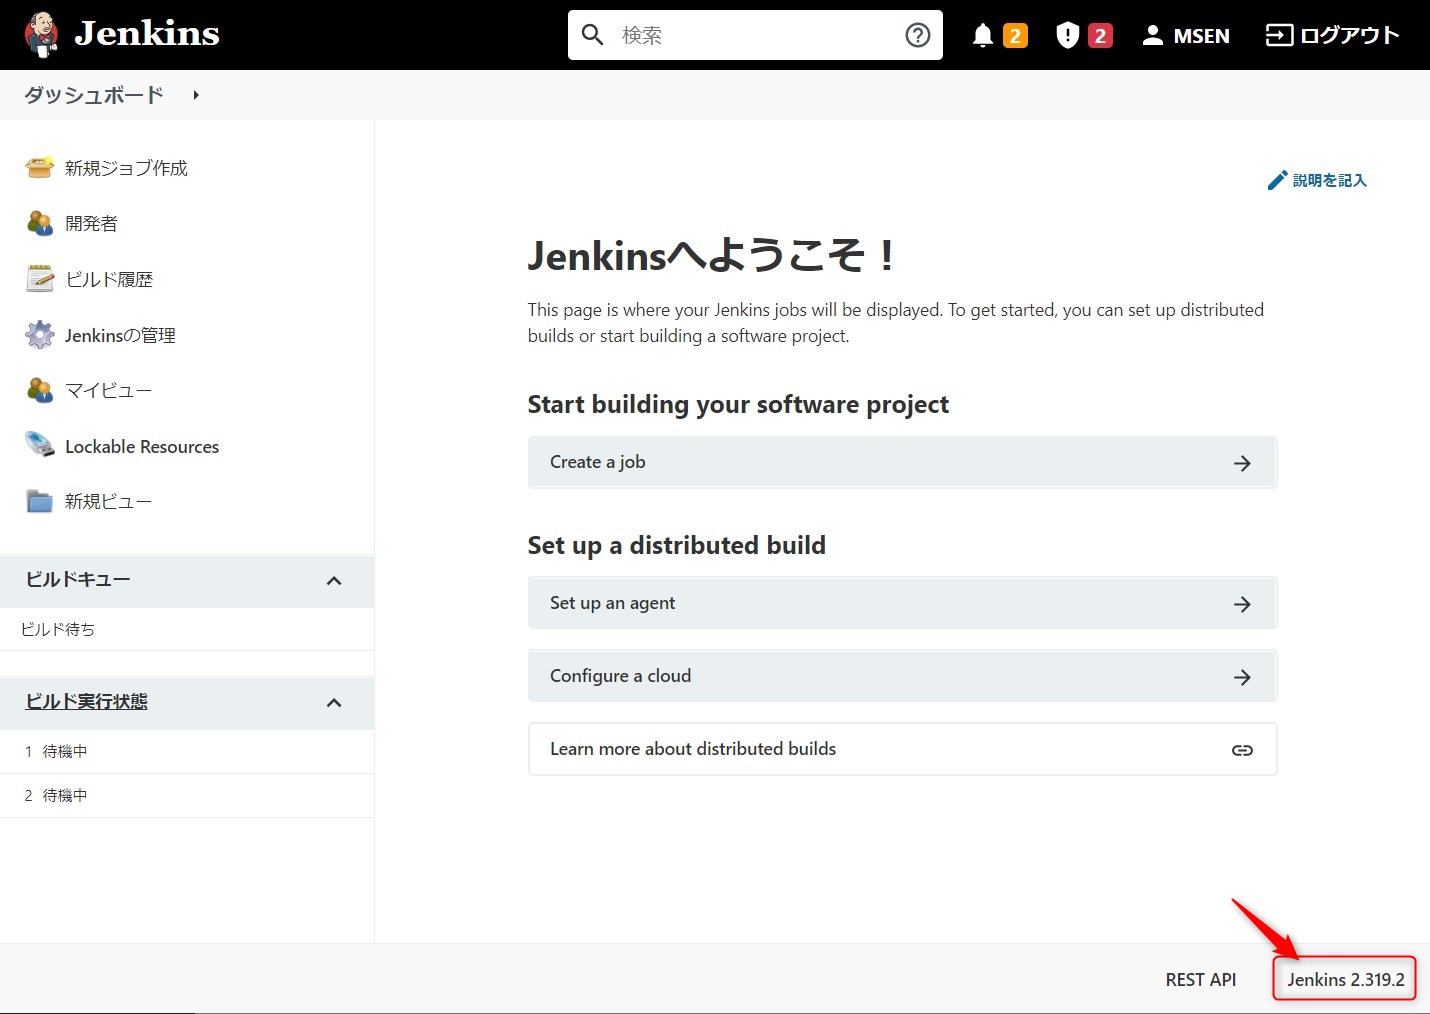 Jenkins
検索
2
2
MSEN
ログアウト
ダッシュボード
新規ジョブ作成
開発者
ビルド履歴
Jenkinsの管理
マイビュー
Lockable Resources
新規ビュー
ビルドキュー
ビルド待ち
ビルド実行状態
1 待機中
2 待機中
説明を記入
Jenkinsへようこそ！
This page is where your Jenkins jobs will be displayed. To get started, you can set up distributed
builds or start building a software project.
Start building your software project
Create a job
Set up a distributed build
Set up an agent
Configure a cloud
Learn more about distributed builds
REST API
Jenkins 2.319.2